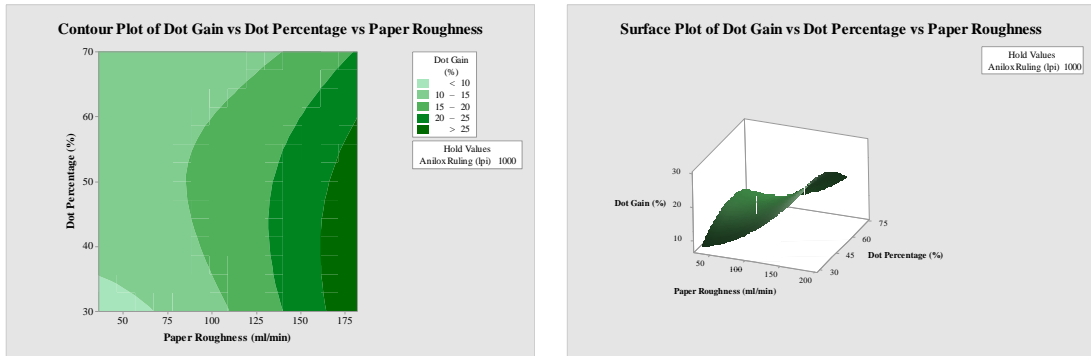 Contour Plot of Dot Gain vs Dot Percentage vs Paper Roughness
70
60
50
40
30
Dot Percentage (%)
50
75
100
125
150
175
Paper Roughness (ml/min)
Dot Gain
(%)
< 10
10 – 15
15 – 20
20 – 25
> 25
Hold Values
Anilox Ruling (lpi) 1000
Surface Plot of Dot Gain vs Dot Percentage vs Paper Roughness
Hold Values
Anilox Ruling (lpi) 1000
30
20
10
Dot Gain (%)
50
100
150
200
Paper Roughness (ml/min)
75
60
45
30
Dot Percentage (%)